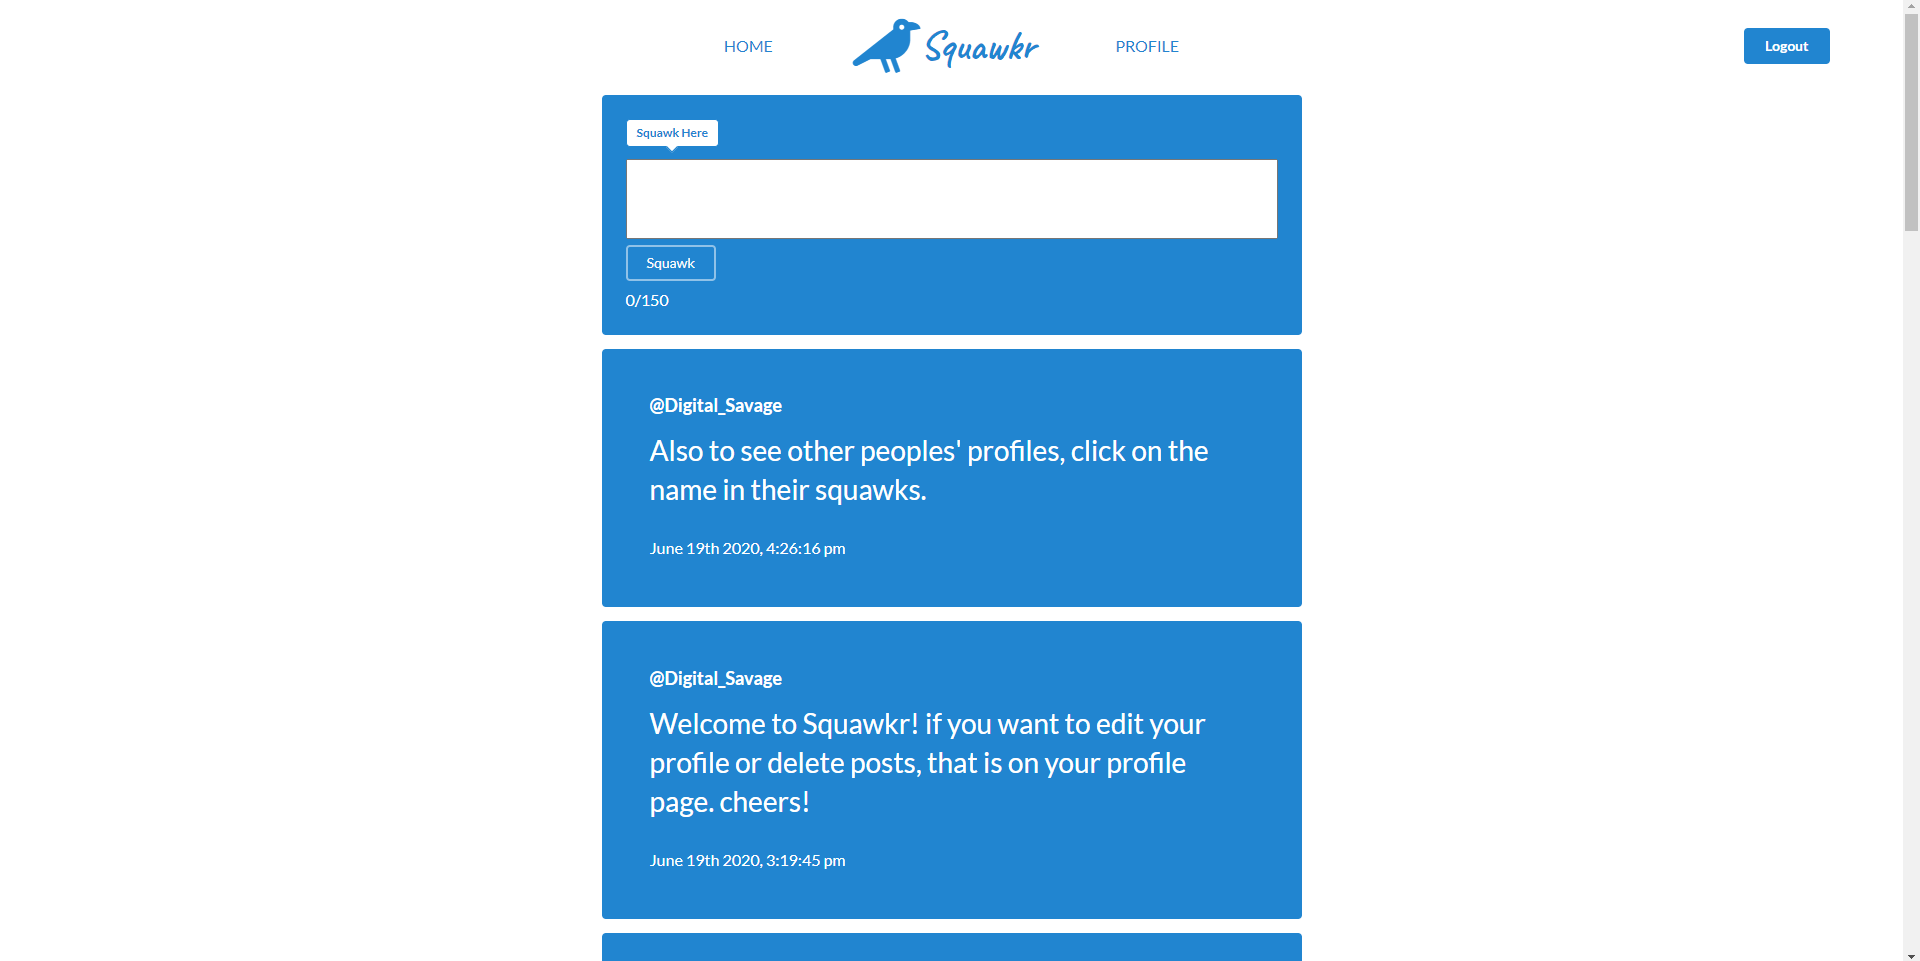 HOME
Squawkr
PROFILE
Logout
Squawk Here
Squawk
0/150
@Digital_Savage
Also to see other peoples' profiles, click on the
name in their squawks.
June 19th 2020, 4:26:16 pm
@Digital_Savage
Welcome to Squawkr! if you want to edit your
profile or delete posts, that is on your profile
page. cheers!
June 19th 2020, 3:19:45 pm